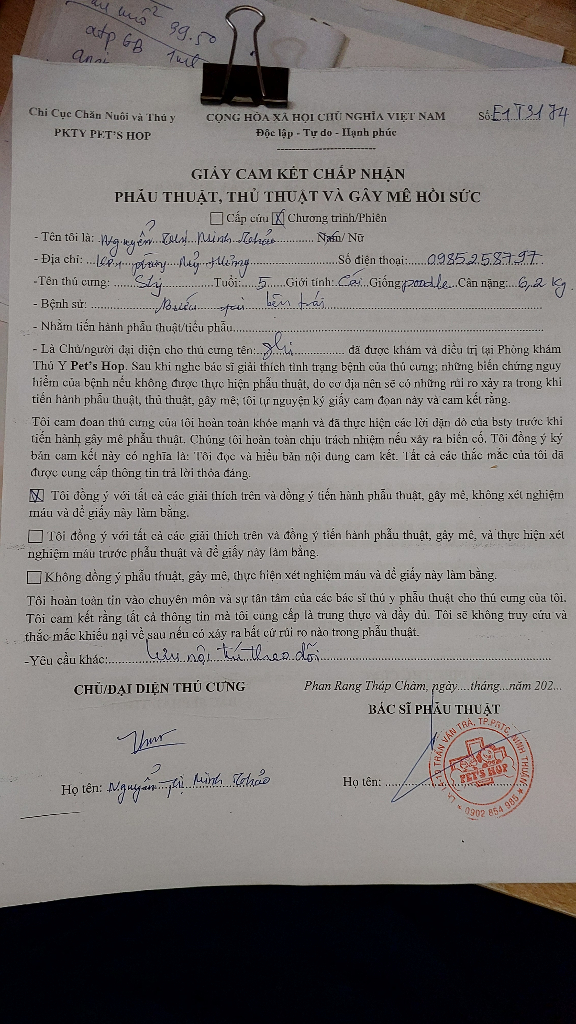 99.50
Chi Cục Chăn Nuôi và Thú y
PKTY PET'S HOP
CỘNG HÒA XÃ HỘI CHỦ NGHĨA VIỆT NAM
Độc lập - Tự do - Hạnh phúc
Số E1T3174
GIẤY CAM KẾT CHẤP NHẬN
PHẪU THUẬT, THỦ THUẬT VÀ GÂY MÊ HỒI SỨC
Cấp cứu X Chương trình/Phiên
- Tên tôi là: Nguyễn Thị Minh Thảo Nam/ Nữ
- Địa chỉ: Mỹ Hương Số điện thoại: 0985258797
-Tên thú cưng: Tuổi: 5 Giới tính: Cái Giống: poodle Cân nặng: 6,2 kg
- Bệnh sử: bên trái
- Nhằm tiến hành phẫu thuật/tiểu phẫu
- Là Chủ/người đại diện cho thú cưng tên: đã được khám và điều trị tại Phòng khám
Thú Y Pet's Hop. Sau khi nghe bác sĩ giải thích tình trạng bệnh của thú cưng; những biến chứng nguy
hiểm của bệnh nếu không được thực hiện phẫu thuật, do cơ địa nên sẽ có những rủi ro xảy ra trong khi
tiến hành phẫu thuật, thủ thuật, gây mê; tôi tự nguyện ký giấy cam đoạn này và cam kết rằng.
Tôi cam đoan thú cưng của tôi hoàn toàn khỏe mạnh và đã thực hiện các lời dặn dò của bsty trước khi
tiến hành gây mê phẫu thuật. Chúng tôi hoàn toàn chịu trách nhiệm nếu xảy ra biến cố. Tôi đồng ý ký
bản cam kết này có nghĩa là: Tôi đọc và hiểu bản nội dung cam kết. Tất cả các thắc mắc của tôi đã
được cung cấp thông tin trả lời thỏa đáng.
X Tôi đồng ý với tất cả các giải thích trên và đồng ý tiến hành phẫu thuật, gây mê, không xét nghiệm
máu và để giấy này làm bằng.
Tôi đồng ý với tất cả các giải thích trên và đồng ý tiến hành phẫu thuật, gây mê, và thực hiện xét
nghiệm máu trước phẫu thuật và để giấy này làm bằng.
Không đồng ý phẫu thuật, gây mê, thực hiện xét nghiệm máu và để giấy này làm bằng.
Tôi hoàn toàn tin vào chuyên môn và sự tân tâm của các bác sĩ thú y phẫu thuật cho thú cưng của tôi.
Tôi cam kết rằng tất cả thông tin mà tôi cung cấp là trung thực và đầy đủ. Tôi sẽ không truy cứu và
thắc mắc khiếu nại về sau nếu có xảy ra bất cứ rủi ro nào trong phẫu thuật.
-Yêu cầu khác: Lưu nội trú theo dõi
CHỦ/ĐẠI DIỆN THÚ CƯNG
Phan Rang Tháp Chàm, ngày....tháng...năm 202...
BÁC SĨ PHẪU THUẬT
TRẦN VĂN TRÀ, TP.PRTC, NINH THUẬN
PET'S HOP
0902 854 985
Họ tên: Nguyễn Thị Minh Thảo
Họ tên: